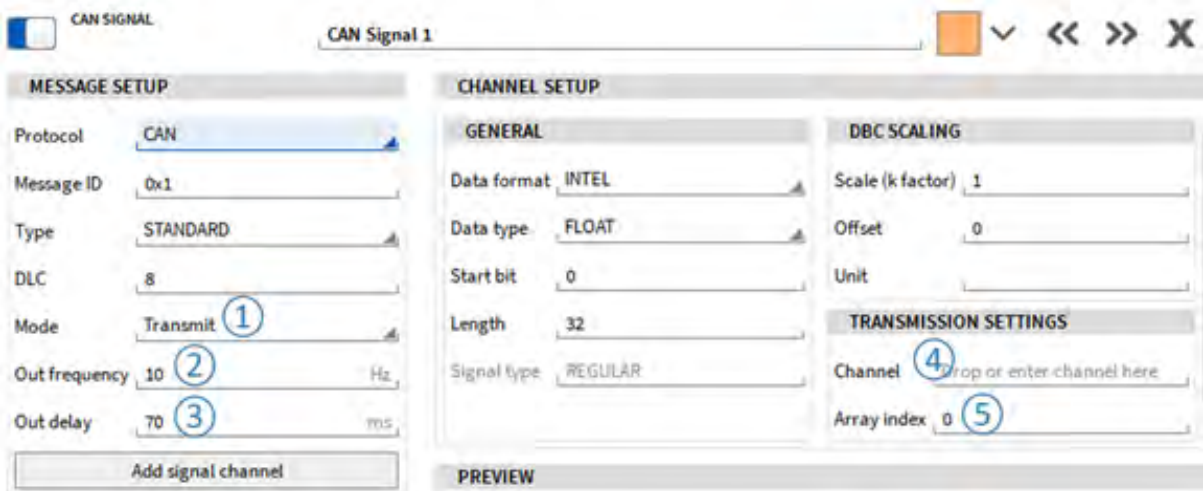 CAN SIGNAL
CAN Signal 1
MESSAGE SETUP
Protocol CAN
Message ID 0x1
Type STANDARD
DLC 8
Mode Transmit 1
Out frequency 10 2 Hz
Out delay 70 3 ms
Add signal channel
CHANNEL SETUP
GENERAL
Data format INTEL
Data type FLOAT
Start bit 0
Length 32
Signal type REGULAR
DBC SCALING
Scale (k factor) 1
Offset 0
Unit
TRANSMISSION SETTINGS
Channel 4 Drop or enter channel here
Array index 0 5
PREVIEW